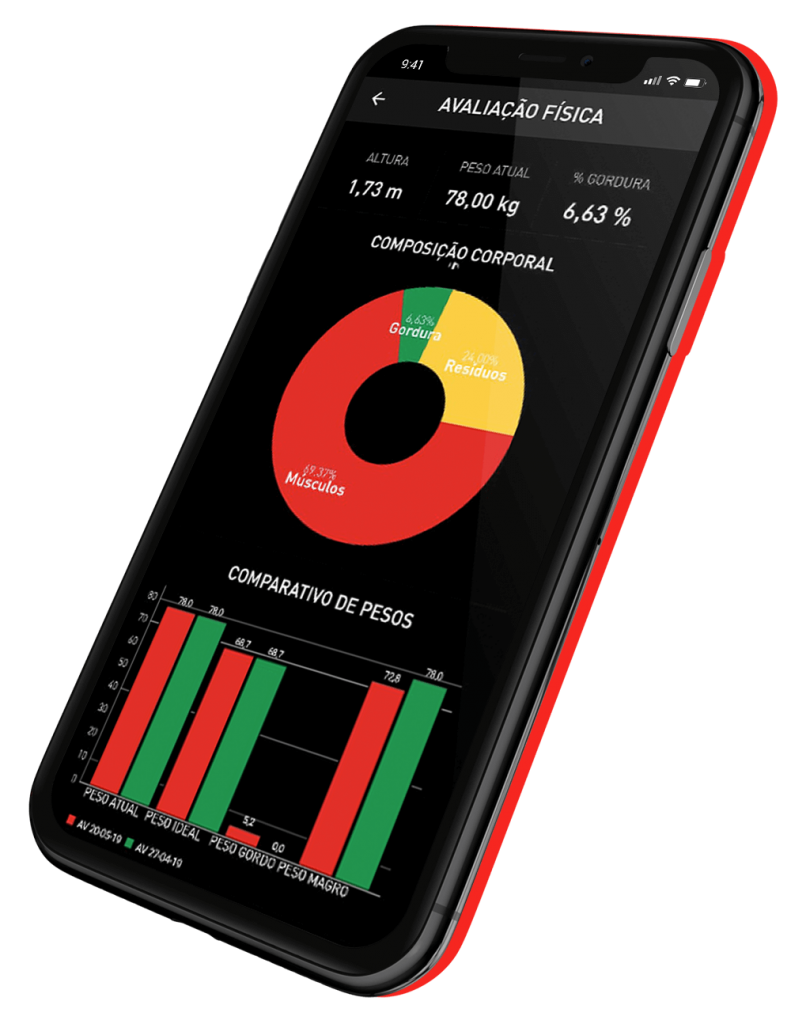 9:41
AVALIAÇÃO FÍSICA
ALTURA PESO ATUAL % GORDURA
1,73 m 78,00 kg 6,63 %
COMPOSIÇÃO CORPORAL
6,63%
Gordura
24,00%
Resíduos
69,37%
Músculos
COMPARATIVO DE PESOS
80
70
60
50
40
30
20
10
0
78,0 78,0 68,7 68,7 5,2 0,0 72,8 78,0
PESO ATUAL PESO IDEAL PESO GORDO PESO MAGRO
AV 20-05-19 AV 27-04-19